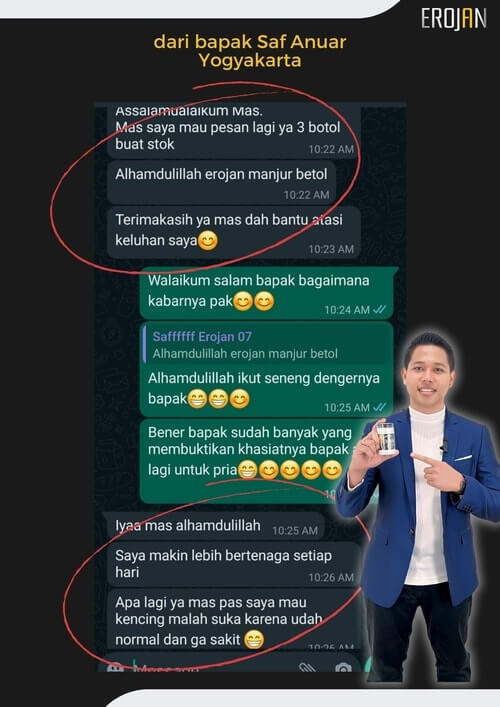 EROJAN
dari bapak Saf Anuar
Yogyakarta
Assalamualaikum Mas.
Mas saya mau pesan lagi ya 3 botol
buat stok
10:22 AM
Alhamdulillah erojan manjur betol
10:22 AM
Terimakasih ya mas dah bantu atasi
keluhan saya😊
10:23 AM
Walaikum salam bapak bagaimana
kabarnya pak😊😊
10:24 AM
Saffffff Erojan 07
Alhamdulillah erojan manjur betol
Alhamdulillah ikut seneng dengernya
bapak😁😁😊
10:25 AM
Bener bapak sudah banyak yang
membuktikan khasiatnya bapak
lagi untuk pria😁😊😊😊😊
Iyaa mas alhamdulillah
10:25 AM
Saya makin lebih bertenaga setiap
hari
10:26 AM
Apa lagi ya mas pas saya mau
kencing malah suka karena udah
normal dan ga sakit😁
10:26 AM
Message